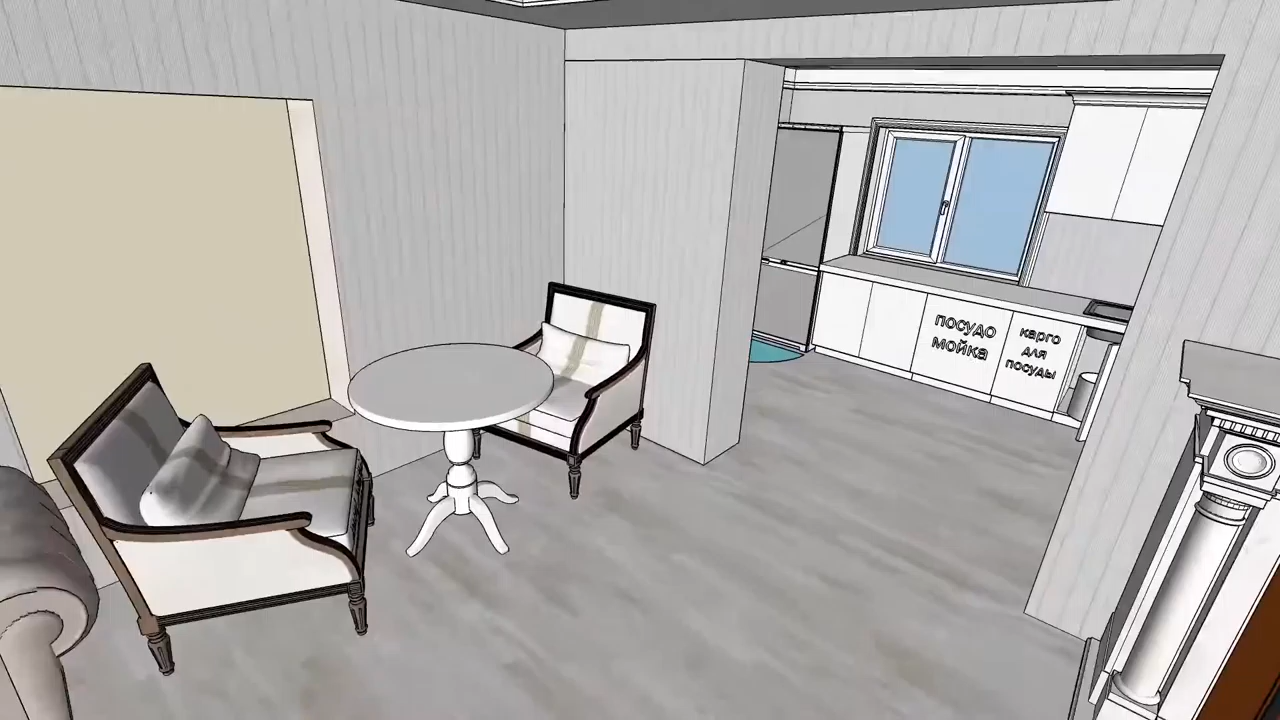 посудо
мойка
карго
для
посуды